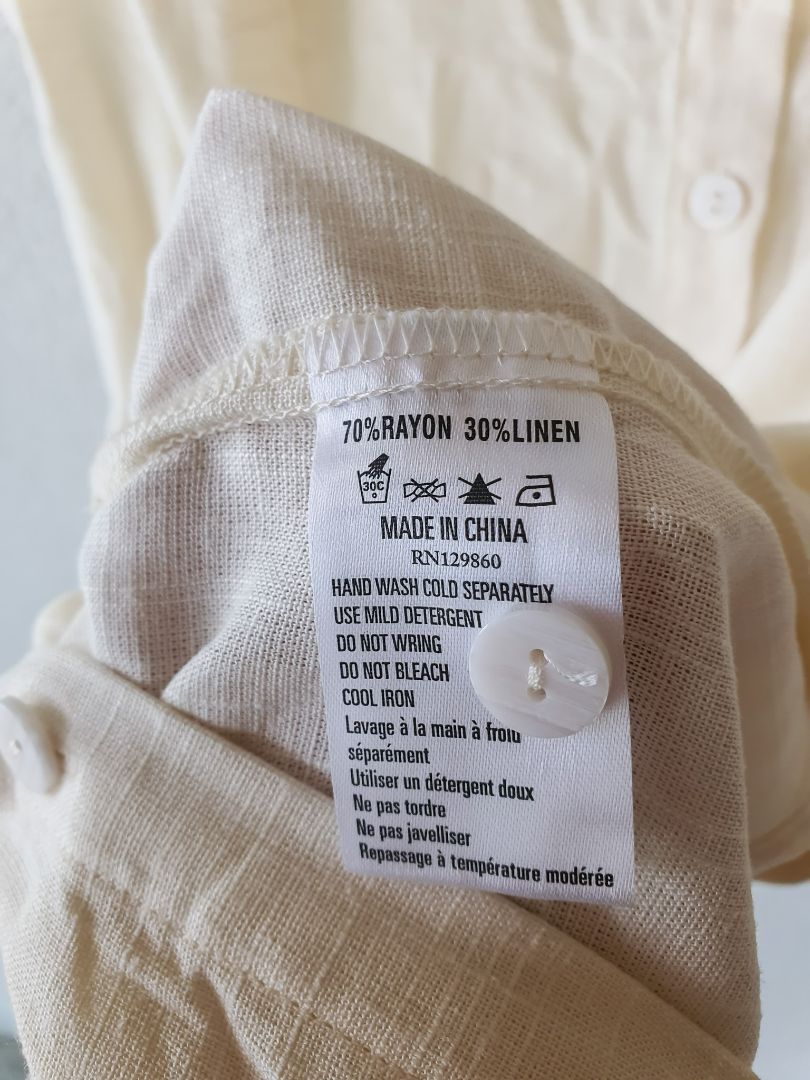 70%RAYON 30%LINEN
30C
MADE IN CHINA
RN129860
HAND WASH COLD SEPARATELY
USE MILD DETERGENT
DO NOT WRING
DO NOT BLEACH
COOL IRON
Lavage à la main à froid
séparément
Utiliser un détergent doux
Ne pas tordre
Ne pas javelliser
Repassage à température modérée